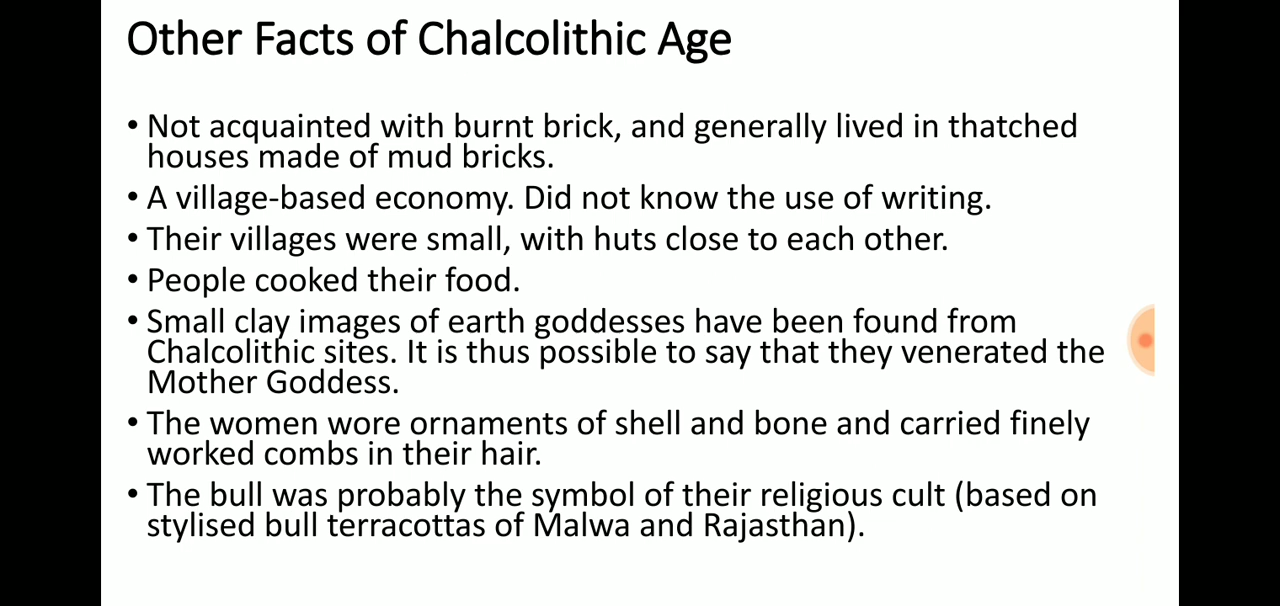 Other Facts of Chalcolithic Age
• Not acquainted with burnt brick, and generally lived in thatched
houses made of mud bricks.
• A village-based economy. Did not know the use of writing.
• Their villages were small, with huts close to each other.
• People cooked their food.
• Small clay images of earth goddesses have been found from
Chalcolithic sites. It is thus possible to say that they venerated the
Mother Goddess.
• The women wore ornaments of shell and bone and carried finely
worked combs in their hair.
• The bull was probably the symbol of their religious cult (based on
stylised bull terracottas of Malwa and Rajasthan).